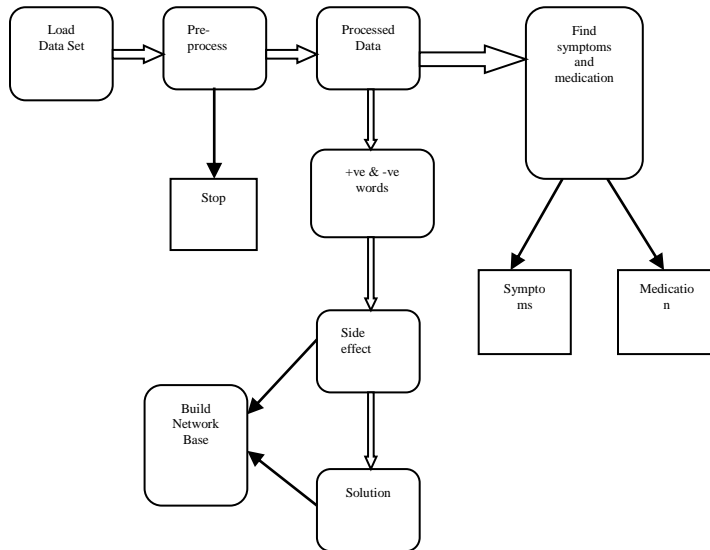 Load
Data Set
Pre-
process
Processed
Data
Find
symptoms
and
medication
+ve & -ve
words
Stop
Sympto
ms
Medicatio
n
Side
effect
Build
Network
Base
Solution